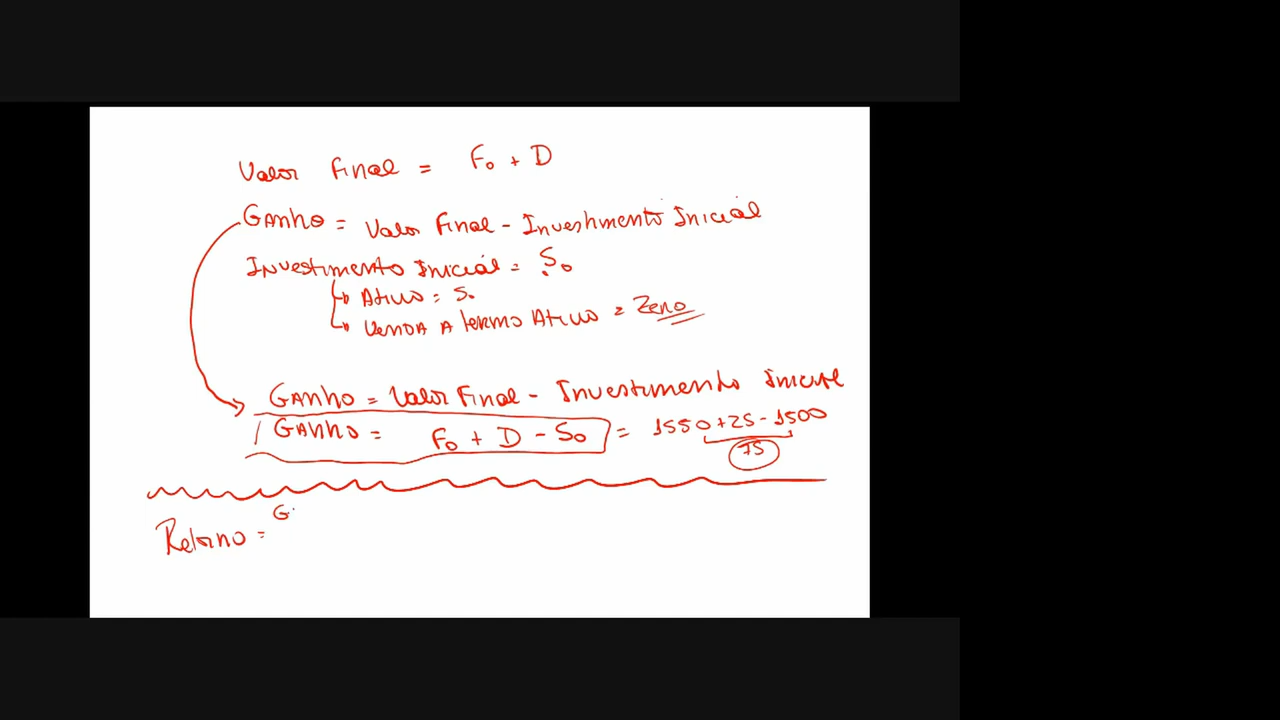 Valor Final = F₀ + D
GANHO = Valor Final - Investimento Inicial
Investimento Inicial = S₀
Ativo = S₀
VENDA A termo Ativo = Zero
GANHO = Valor Final - Investimento Inicial
GANHO = F₀ + D - S₀ = 1550 + 25 - 1500
75
Retorno = G